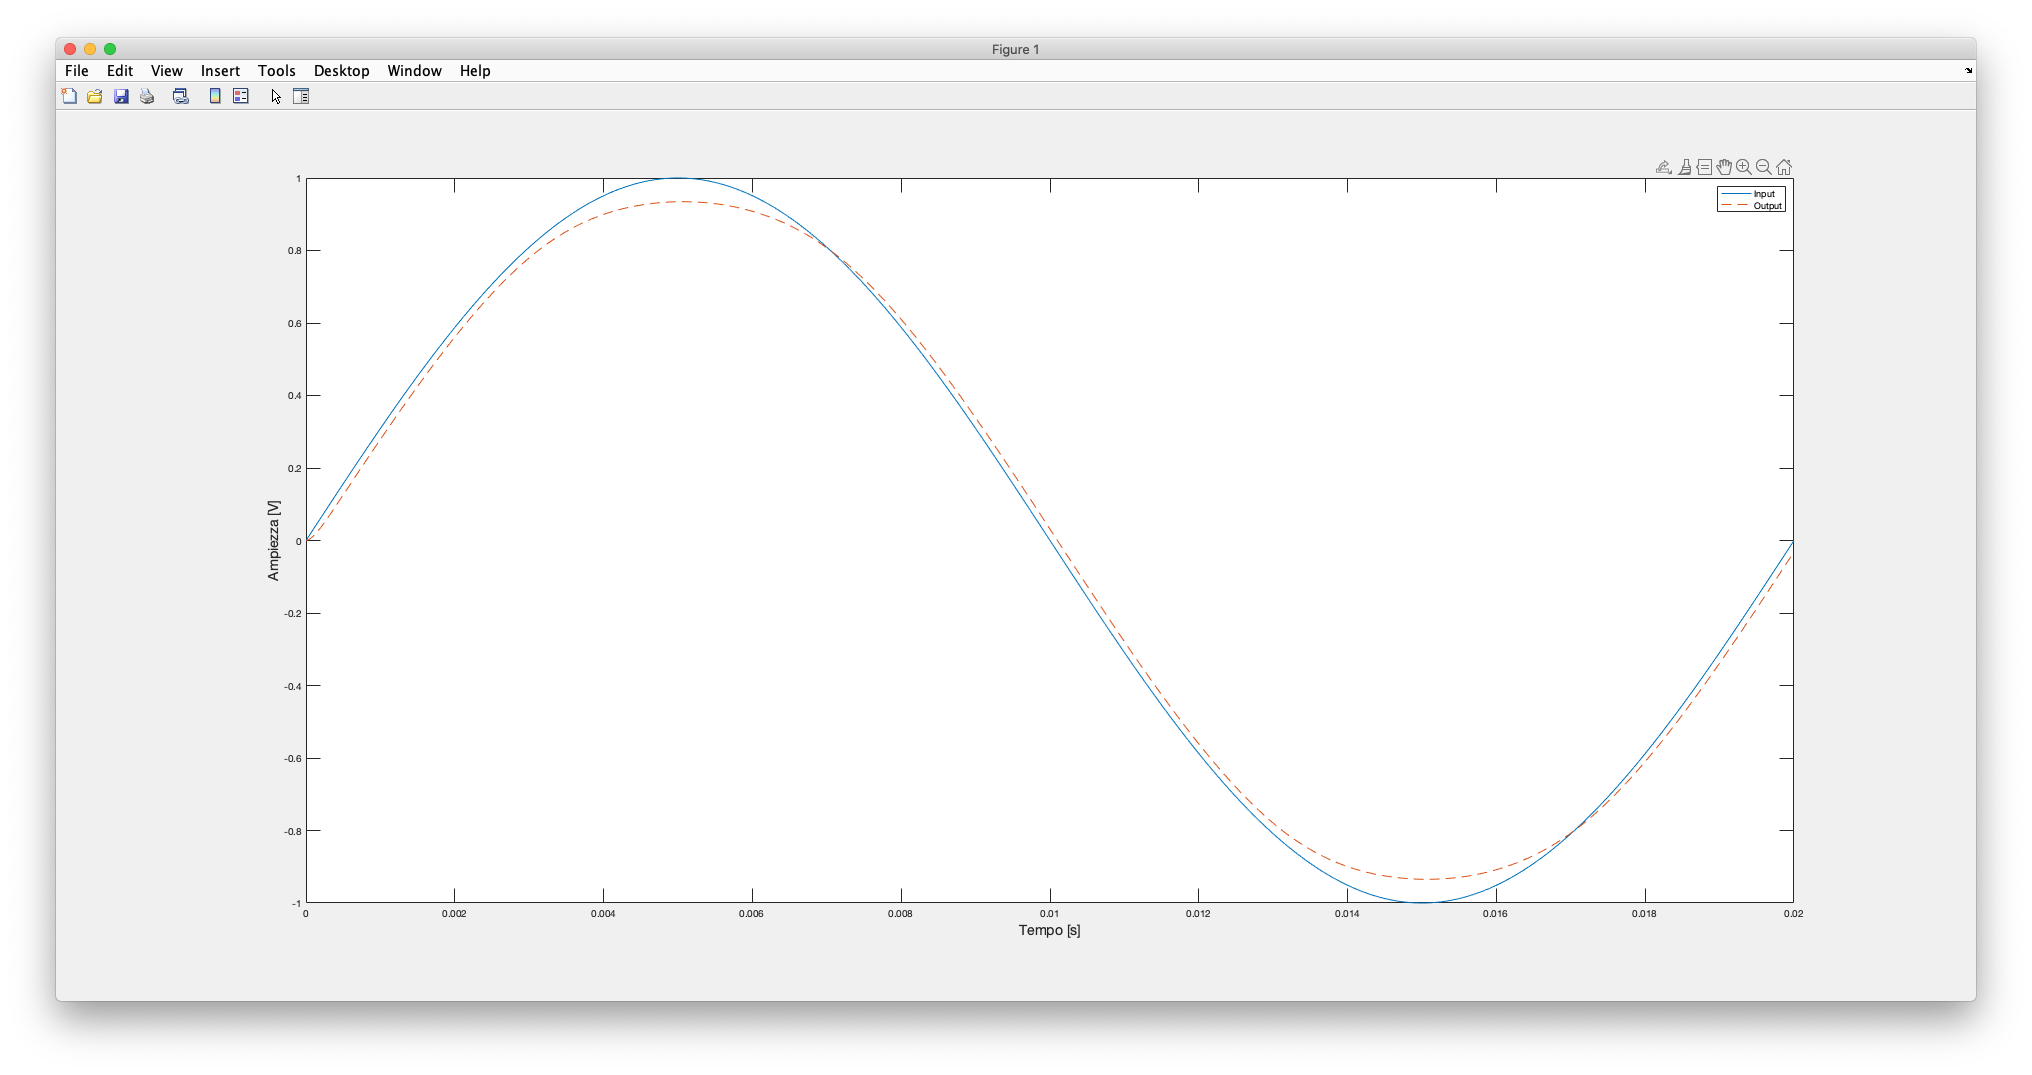 Figure 1
File Edit View Insert Tools Desktop Window Help
Input
Output
1
0.8
0.6
0.4
0.2
0
-0.2
-0.4
-0.6
-0.8
-1
Ampiezza [V]
0 0.002 0.004 0.006 0.008 0.01 0.012 0.014 0.016 0.018 0.02
Tempo [s]